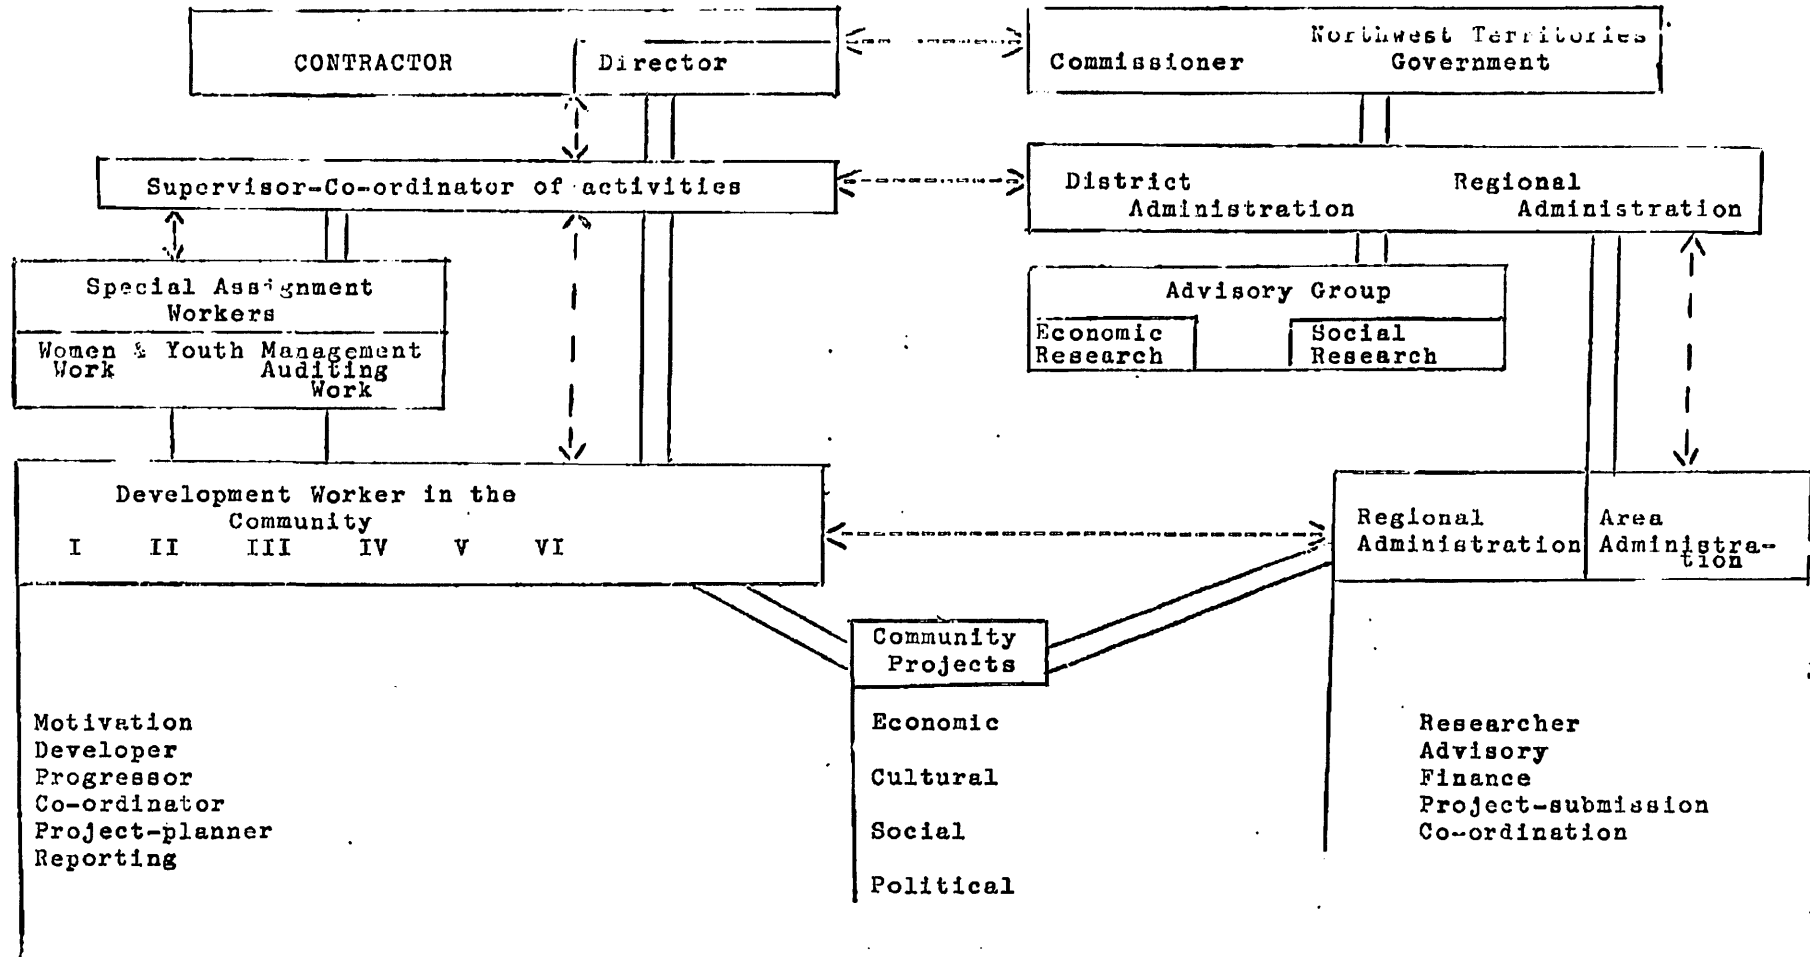 CONTRACTOR Director
Northwest Territories
Commissioner Government
Supervisor-Co-ordinator of activities
District Regional
Administration Administration
Special Assignment
Workers
Women & Youth Management
Work Auditing
Work
Advisory Group
Economic Social
Research Research
Development Worker in the
Community
I II III IV V VI
Regional Area
Administration Administra-
tion
Community
Projects
Motivation
Developer
Progressor
Co-ordinator
Project-planner
Reporting
Economic
Cultural
Social
Political
Researcher
Advisory
Finance
Project-submission
Co-ordination